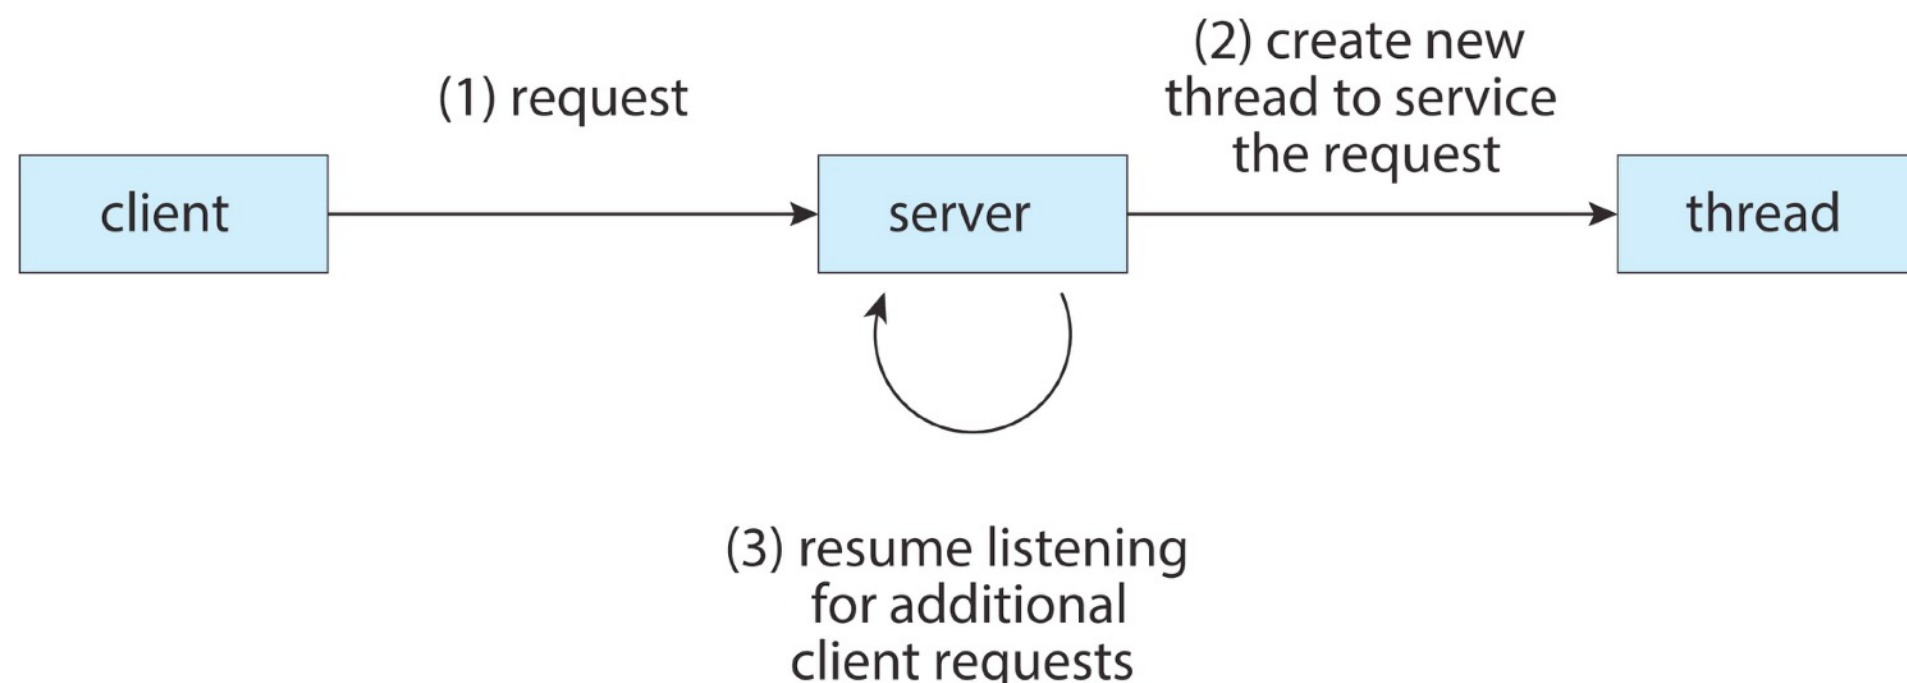 (1) request
(2) create new
thread to service
the request
client
server
thread
(3) resume listening
for additional
client requests